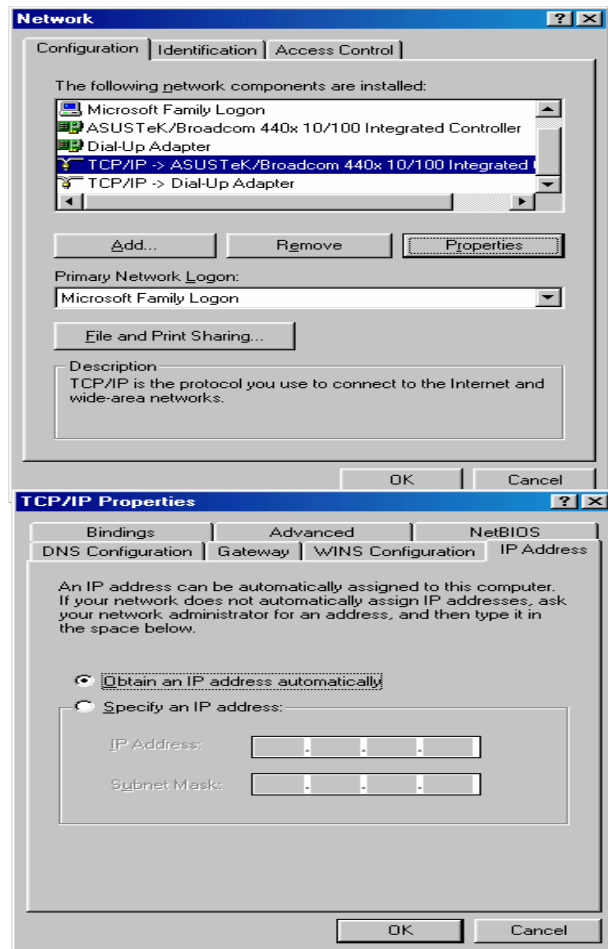 Network
Configuration Identification Access Control
The following network components are installed:
Microsoft Family Logon
ASUSTeK/Broadcom 440x 10/100 Integrated Controller
Dial-Up Adapter
TCP/IP -> ASUSTeK/Broadcom 440x 10/100 Integrated
TCP/IP -> Dial-Up Adapter
Add... Remove Properties
Primary Network Logon:
Microsoft Family Logon
File and Print Sharing...
Description
TCP/IP is the protocol you use to connect to the Internet and
wide-area networks.
OK Cancel
TCP/IP Properties
Bindings Advanced NetBIOS
DNS Configuration Gateway WINS Configuration IP Address
An IP address can be automatically assigned to this computer.
If your network does not automatically assign IP addresses, ask
your network administrator for an address, and then type it in
the space below.
Obtain an IP address automatically
Specify an IP address:
IP Address:
Subnet Mask:
OK Cancel